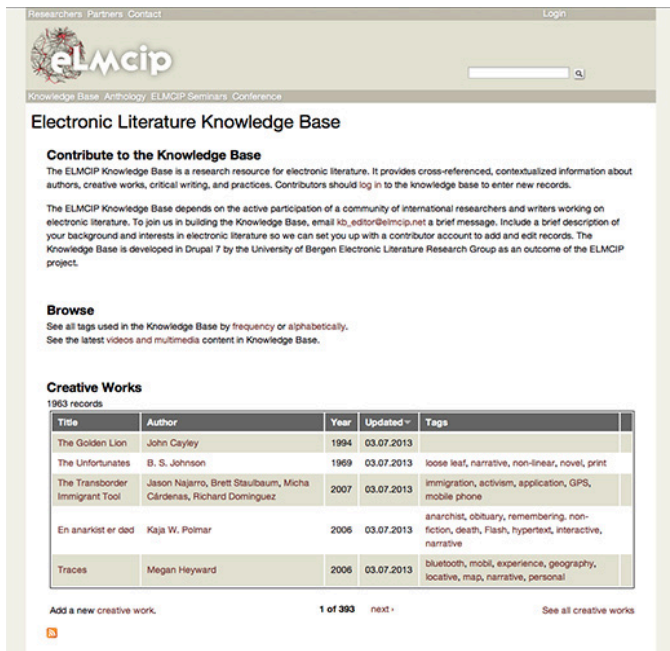 Researchers Partners Contact Login
eLMcip
Knowledge Base Anthology ELMCIP Seminars Conference
Electronic Literature Knowledge Base
Contribute to the Knowledge Base
The ELMCIP Knowledge Base is a research resource for electronic literature. It provides cross-referenced, contextualized information about
authors, creative works, critical writing, and practices. Contributors should log in to the knowledge base to enter new records.
The ELMCIP Knowledge Base depends on the active participation of a community of international researchers and writers working on
electronic literature. To join us in building the Knowledge Base, email kb_editor@elmcip.net a brief message. Include a brief description of
your background and interests in electronic literature so we can set you up with a contributor account to add and edit records. The
Knowledge Base is developed in Drupal 7 by the University of Bergen Electronic Literature Research Group as an outcome of the ELMCIP
project.
Browse
See all tags used in the Knowledge Base by frequency or alphabetically.
See the latest videos and multimedia content in Knowledge Base.
Creative Works
1963 records
Title Author Year Updated Tags
The Golden Lion John Cayley 1994 03.07.2013
The Unfortunates B. S. Johnson 1969 03.07.2013 loose leaf, narrative, non-linear, novel, print
The Transborder Immigrant Tool Jason Najarro, Brett Staulbaum, Micha Cárdenas, Richard Dominguez 2007 03.07.2013 immigration, activism, application, GPS, mobile phone
En anarkist er død Kaja W. Polmar 2006 03.07.2013 anarchist, obituary, remembering. non-fiction, death, Flash, hypertext, interactive, narrative
Traces Megan Heyward 2006 03.07.2013 bluetooth, mobil, experience, geography, locative, map, narrative, personal
Add a new creative work. 1 of 393 next › See all creative works